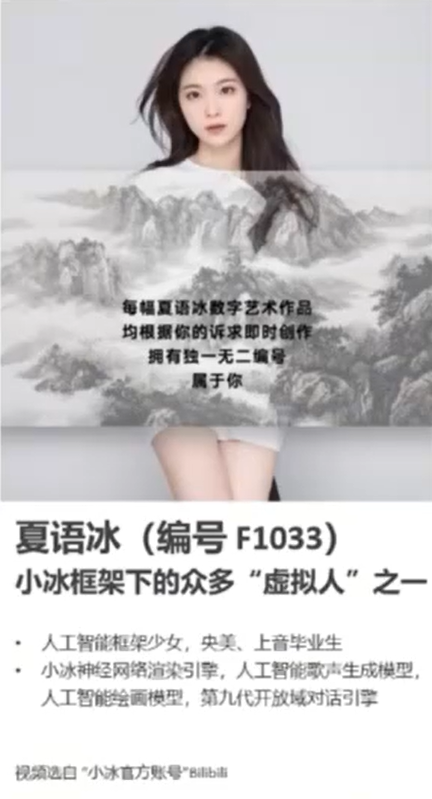 每幅夏语冰数字艺术作品
均根据你的诉求即时创作
拥有独一无二编号
属于你
夏语冰（编号 F1033）
小冰框架下的众多“虚拟人”之一
• 人工智能框架少女，央美、上音毕业生
• 小冰神经网络渲染引擎，人工智能歌声生成模型，
人工智能绘画模型，第九代开放域对话引擎
视频选自 “小冰官方账号”Bilibili